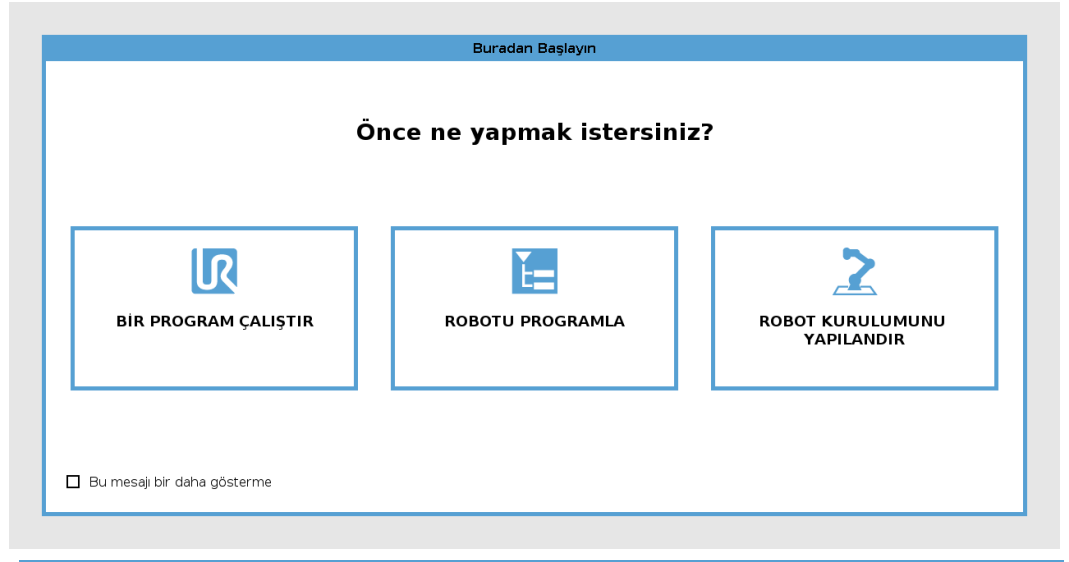 Buradan Başlayın
Önce ne yapmak istersiniz?
BİR PROGRAM ÇALIŞTIR
ROBOTU PROGRAMLA
ROBOT KURULUMUNU
YAPILANDIR
Bu mesajı bir daha gösterme